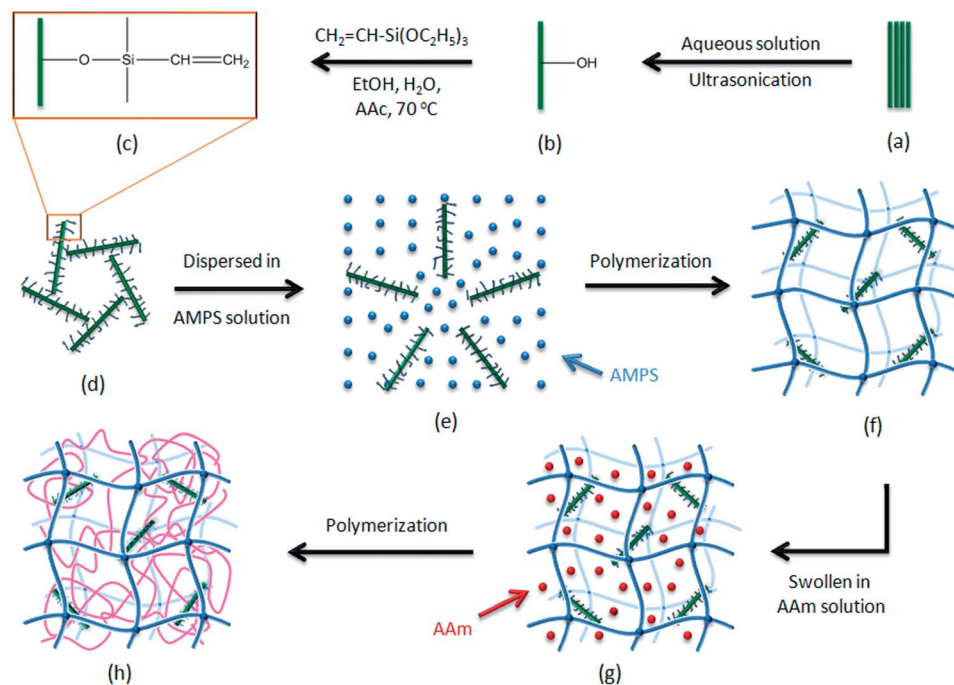 CH₂=CH-Si(OC₂H₅)₃
EtOH, H₂O,
AAc, 70 °C
O
Si
CH
CH₂
OH
Aqueous solution
Ultrasonication
(c)
(b)
(a)
Dispersed in
AMPS solution
Polymerization
AMPS
(d)
(e)
(f)
Polymerization
Swollen in
AAm solution
AAm
(h)
(g)